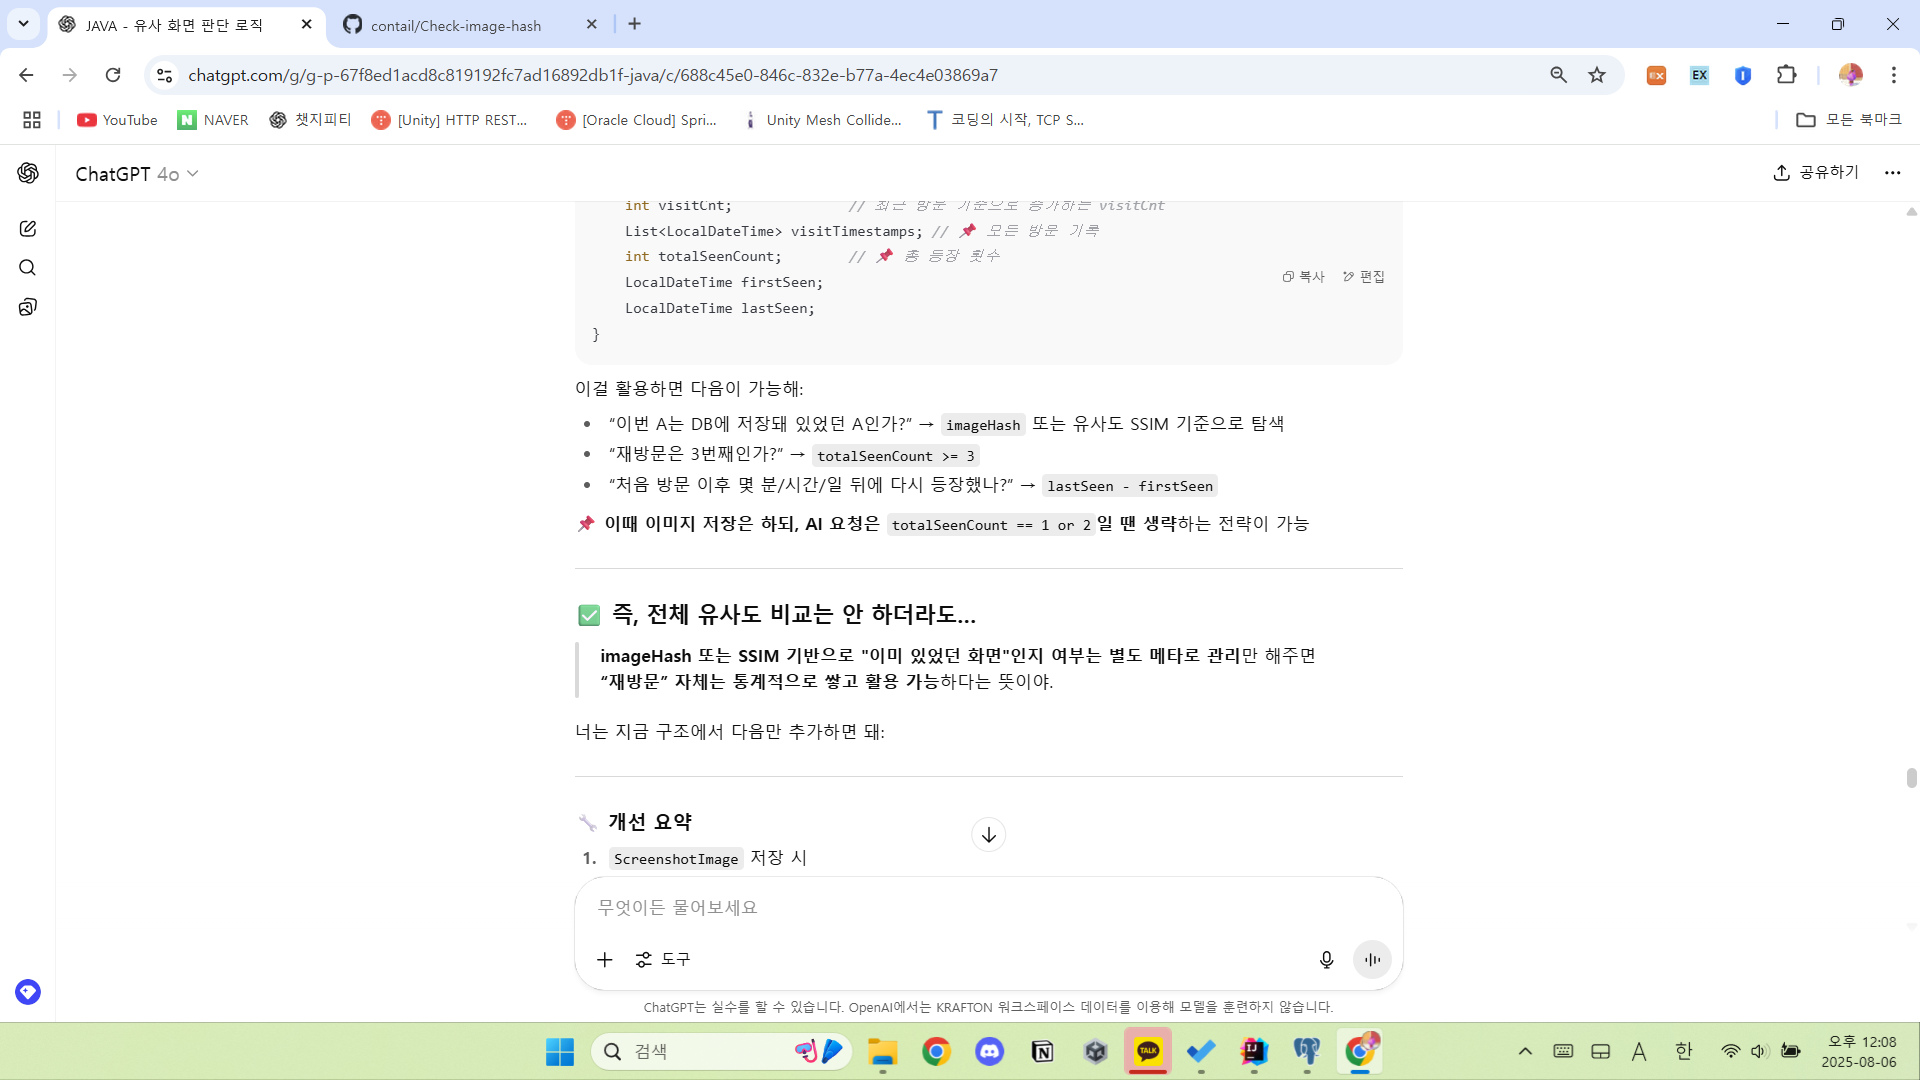 JAVA - 유사 화면 판단 로직
contail/Check-image-hash
chatgpt.com/g/g-p-67f8ed1acd8c819192fc7ad16892db1f-java/c/688c45e0-846c-832e-b77a-4ec4e03869a7
YouTube
NAVER
챗지피티
[Unity] HTTP REST...
[Oracle Cloud] Spri...
Unity Mesh Collide...
코딩의 시작, TCP S...
모든 북마크
ChatGPT 4o
공유하기
int visitCnt; // 최근 방문 기준으로 증가하는 visitCnt
List<LocalDateTime> visitTimestamps; // 📌 모든 방문 기록
int totalSeenCount; // 📌 총 등장 횟수
LocalDateTime firstSeen;
LocalDateTime lastSeen;
}
복사
편집
이걸 활용하면 다음이 가능해:
• “이번 A는 DB에 저장돼 있었던 A인가?” → imageHash 또는 유사도 SSIM 기준으로 탐색
• “재방문은 3번째인가?” → totalSeenCount >= 3
• “처음 방문 이후 몇 분/시간/일 뒤에 다시 등장했나?” → lastSeen - firstSeen
📌 이때 이미지 저장은 하되, AI 요청은 totalSeenCount == 1 or 2일 땐 생략하는 전략이 가능
✅ 즉, 전체 유사도 비교는 안 하더라도...
imageHash 또는 SSIM 기반으로 "이미 있었던 화면"인지 여부는 별도 메타로 관리만 해주면
“재방문” 자체는 통계적으로 쌓고 활용 가능하다는 뜻이야.
너는 지금 구조에서 다음만 추가하면 돼:
🔧 개선 요약
1. ScreenshotImage 저장 시
무엇이든 물어보세요
도구
ChatGPT는 실수를 할 수 있습니다. OpenAI에서는 KRAFTON 워크스페이스 데이터를 이용해 모델을 훈련하지 않습니다.
검색
TALK
A
한
오후 12:08
2025-08-06